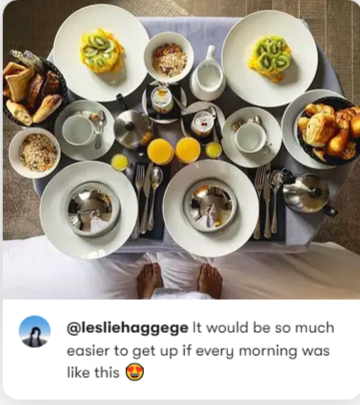 @lesliehaggege It would be so much
easier to get up if every morning was
like this 😍